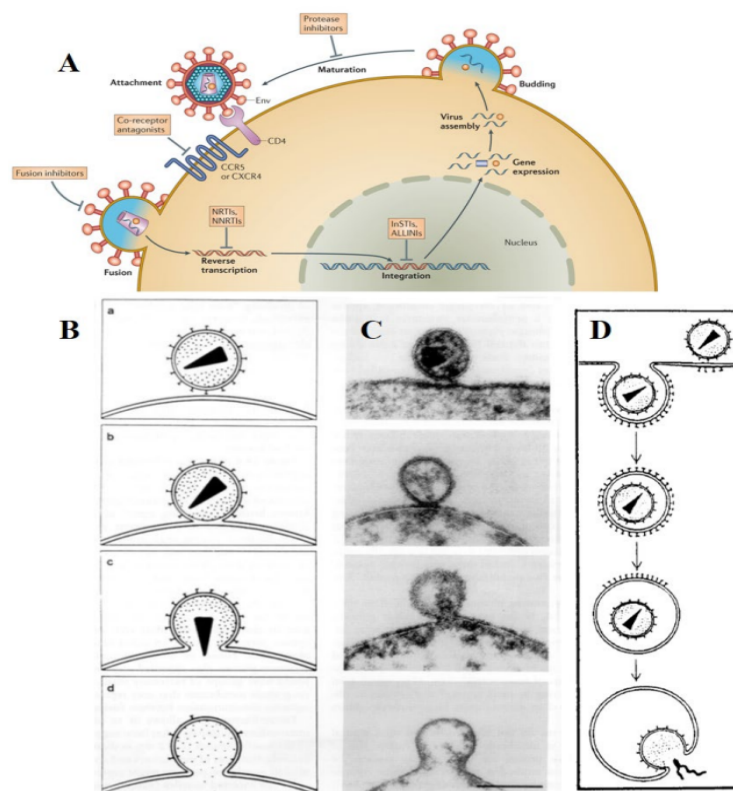 Protease
inhibitors
A
Attachment
Maturation
Budding
Env
Co-receptor
antagonists
Virus
assembly
CD4
CCR5
or CXCR4
Gene
expression
Fusion inhibitors
NRTIs,
NNRTIs
InSTIs,
ALLINIs
Nucleus
Reverse
transcription
Integration
Fusion
B
a
C
D
b
c
d